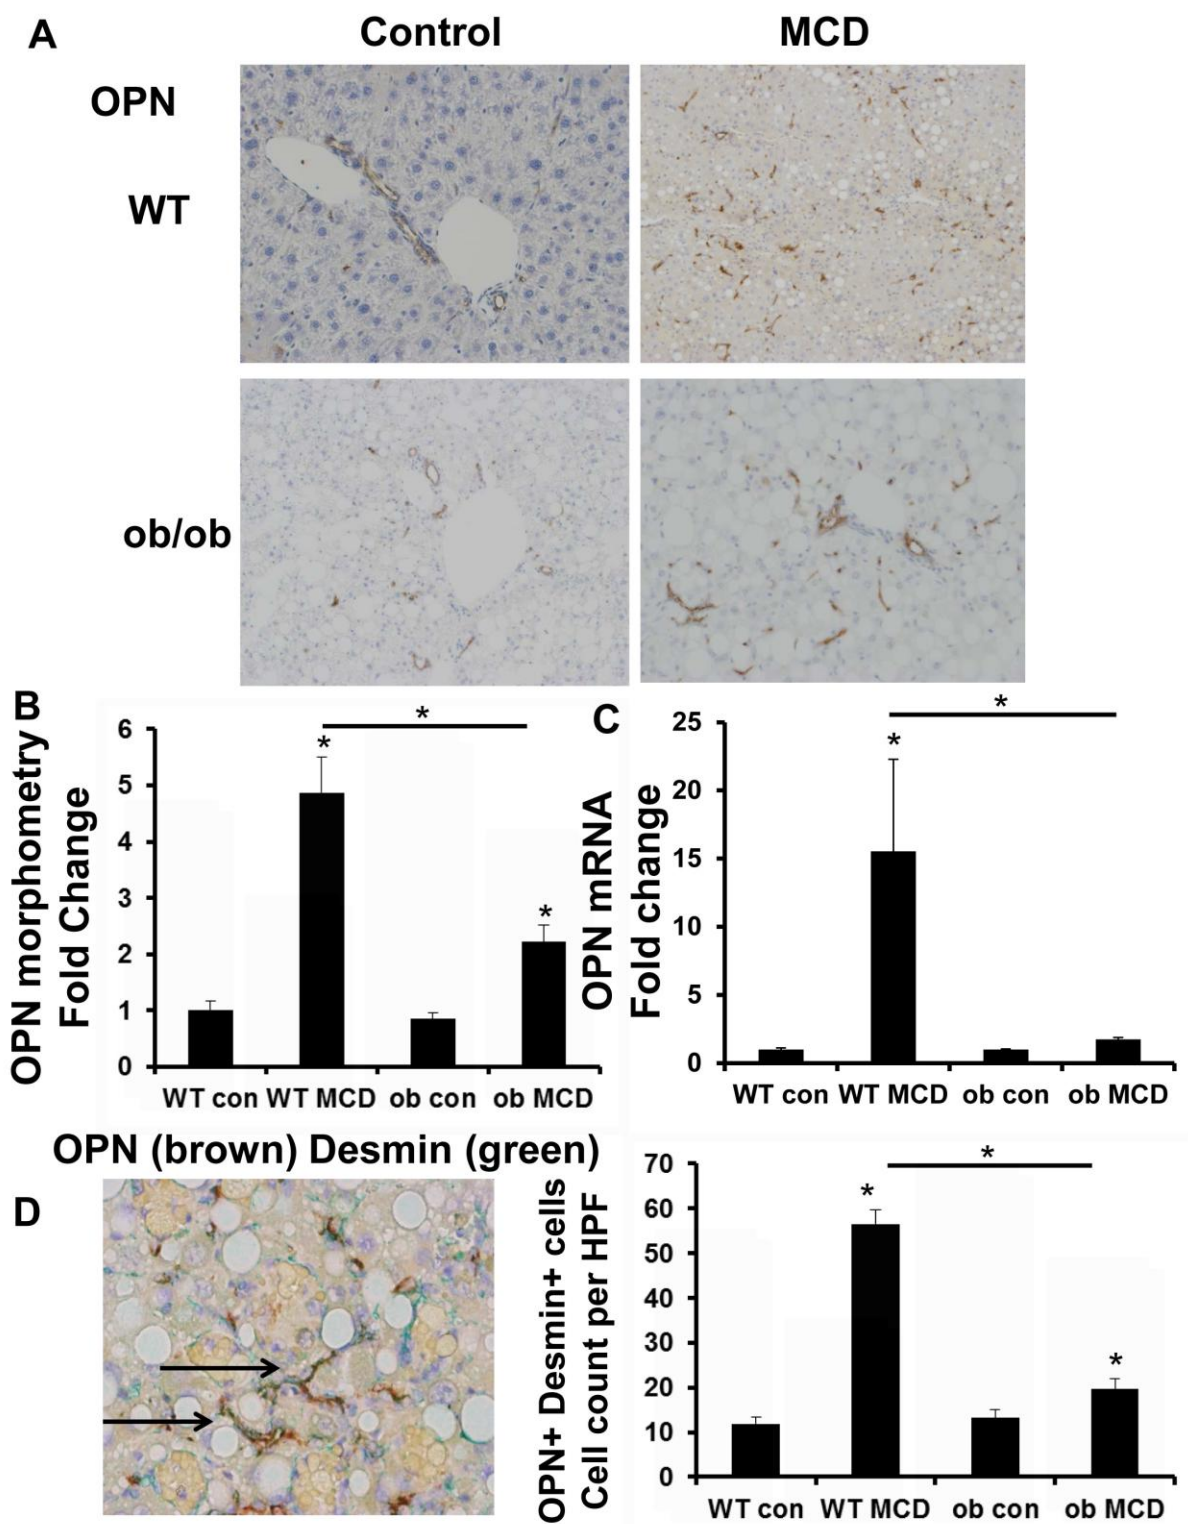 A
Control
MCD
OPN
WT
ob/ob
B
OPN morphometry
Fold Change
6
5
4
3
2
1
0
*
*
*
WT con
WT MCD
ob con
ob MCD
C
OPN mRNA
Fold change
25
20
15
10
5
0
*
*
WT con
WT MCD
ob con
ob MCD
OPN (brown) Desmin (green)
D
OPN+ Desmin+ cells
Cell count per HPF
70
60
50
40
30
20
10
0
*
*
*
WT con
WT MCD
ob con
ob MCD